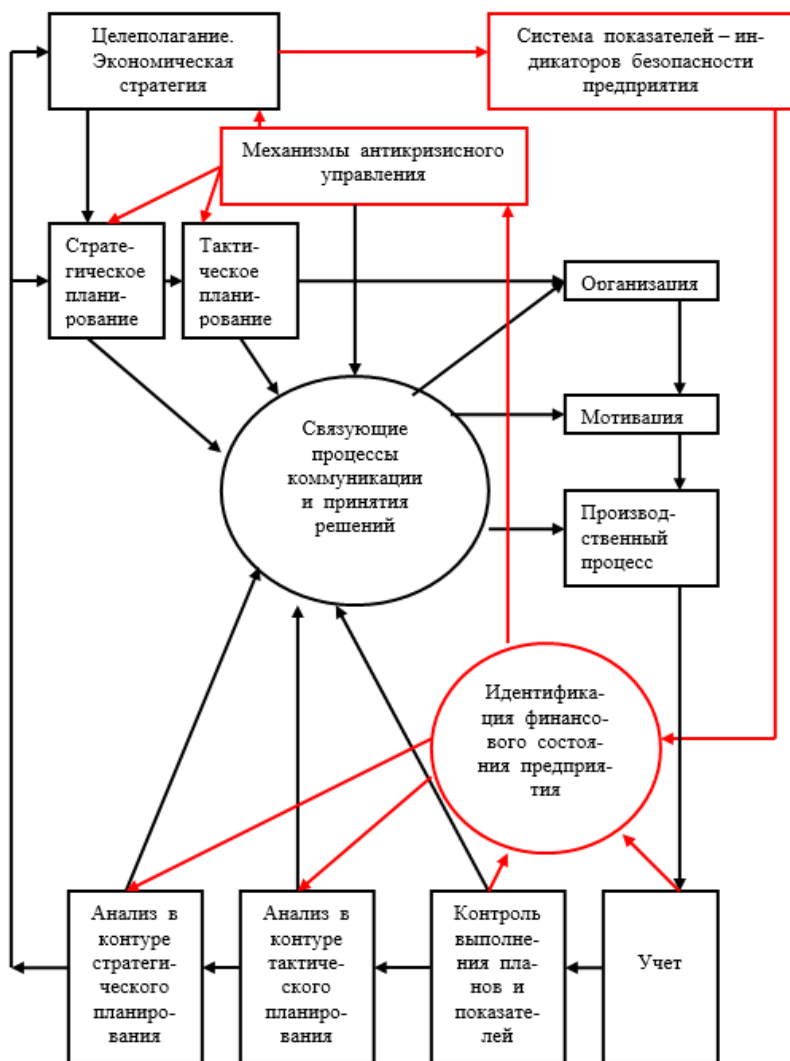 Целеполагание.
Экономическая
стратегия
Система показателей – ин-
дикаторов безопасности
предприятия
Механизмы антикризисного
управления
Страте-
гическое
плани-
рование
Такти-
ческое
плани-
рование
Организация
Мотивация
Связующие
процессы
коммуникации
и принятия
решений
Производ-
ственный
процесс
Идентифика-
ция финансо-
вого состоя-
ния предприя-
тия
Анализ в
контуре
стратеги-
ческого
планиро-
вания
Анализ в
контуре
тактиче-
ского
планиро-
вания
Контроль
выполне-
ния пла-
нов и
показате-
лей
Учет